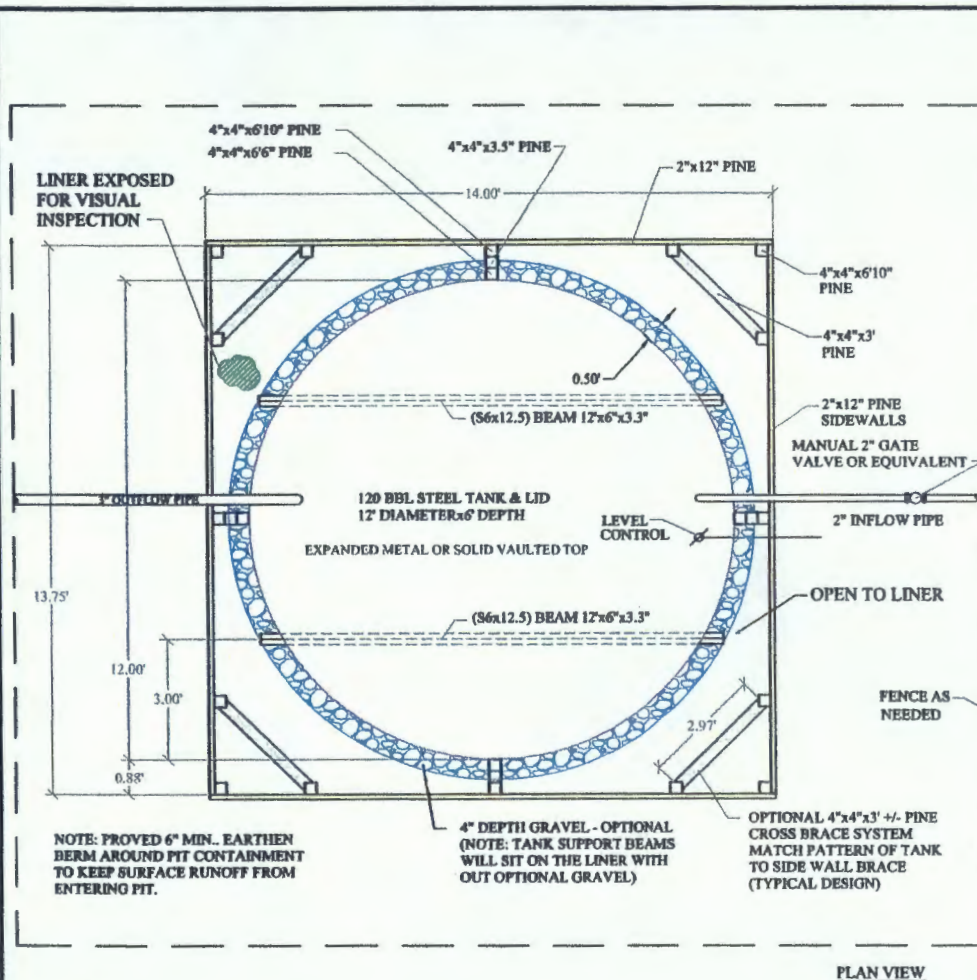 4"x4"x6'10" PINE
4"x4"x6'6" PINE
4"x4"x3.5" PINE
2"x12" PINE
LINER EXPOSED
FOR VISUAL
INSPECTION
14.00'
4"x4"x6'10"
PINE
4"x4"x3'
PINE
0.50'
(S6x12.5) BEAM 12'x6"x3.3"
2"x12" PINE
SIDEWALLS
MANUAL 2" GATE
VALVE OR EQUIVALENT
OUTFLOW PIPE
120 BBL STEEL TANK & LID
12' DIAMETERx6' DEPTH
LEVEL
CONTROL
2" INFLOW PIPE
EXPANDED METAL OR SOLID VAULTED TOP
13.75'
OPEN TO LINER
(S6x12.5) BEAM 12'x6"x3.3"
12.00'
3.00'
2.97'
FENCE AS
NEEDED
0.88'
NOTE: PROVED 6" MIN.. EARTHEN
BERM AROUND PIT CONTAINMENT
TO KEEP SURFACE RUNOFF FROM
ENTERING PIT.
4" DEPTH GRAVEL - OPTIONAL
(NOTE: TANK SUPPORT BEAMS
WILL SIT ON THE LINER WITH
OUT OPTIONAL GRAVEL)
OPTIONAL 4"x4"x3' +/- PINE
CROSS BRACE SYSTEM
MATCH PATTERN OF TANK
TO SIDE WALL BRACE
(TYPICAL DESIGN)
PLAN VIEW